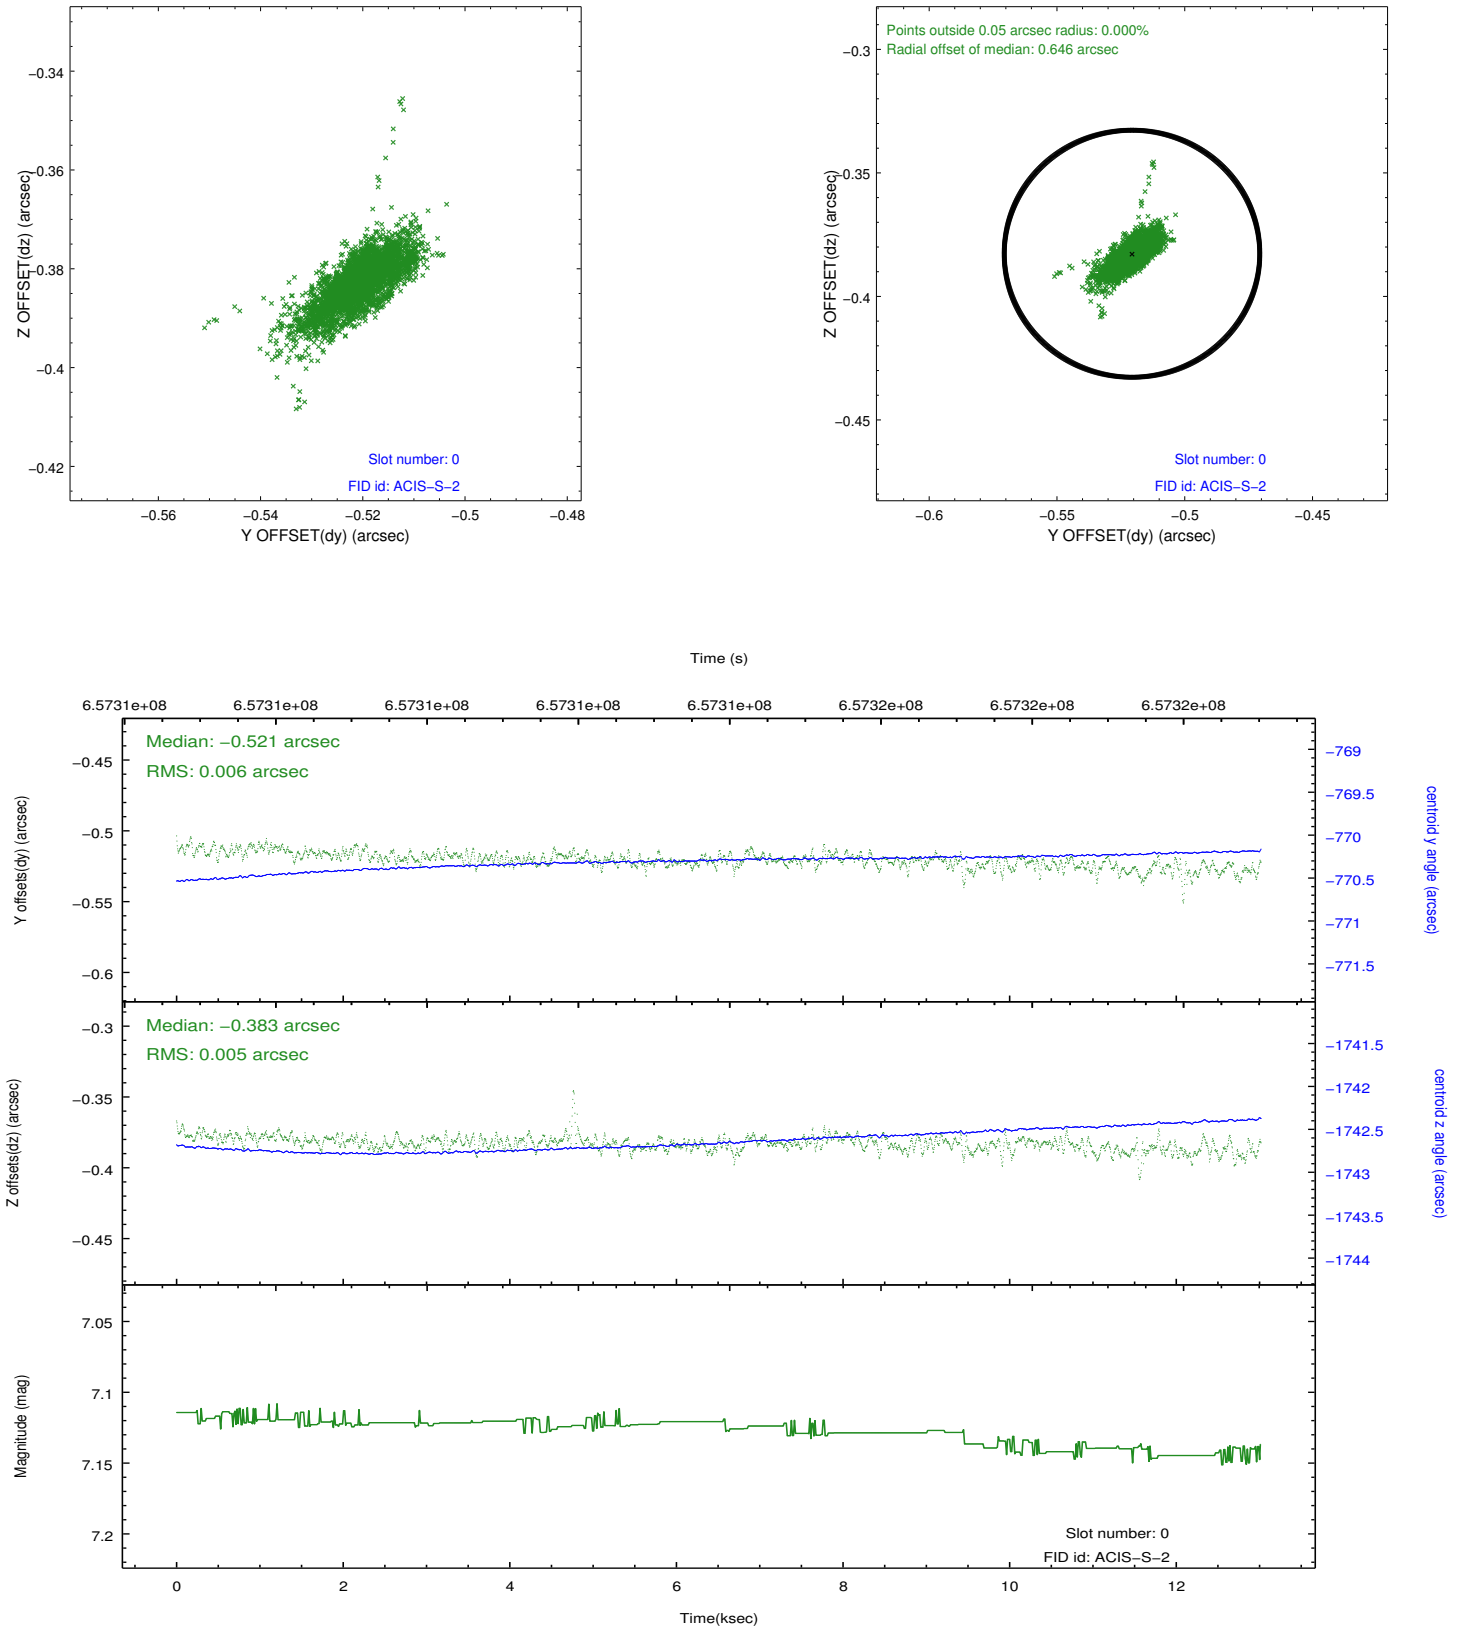 −0.34
−0.36
−0.38
−0.4
−0.42
Z OFFSET(dz) (arcsec)
Slot number: 0
FID id: ACIS−S−2
−0.56
−0.54
−0.52
−0.5
−0.48
Y OFFSET(dy) (arcsec)
Points outside 0.05 arcsec radius: 0.000%
Radial offset of median: 0.646 arcsec
−0.3
−0.35
−0.4
−0.45
Z OFFSET(dz) (arcsec)
Slot number: 0
FID id: ACIS−S−2
−0.6
−0.55
−0.5
−0.45
Y OFFSET(dy) (arcsec)
Time (s)
6.5731e+08
6.5731e+08
6.5731e+08
6.5731e+08
6.5731e+08
6.5732e+08
6.5732e+08
6.5732e+08
Median: −0.521 arcsec
RMS: 0.006 arcsec
−0.45
−0.5
−0.55
−0.6
Y offsets(dy) (arcsec)
−769
−769.5
−770
−770.5
−771
−771.5
centroid y angle (arcsec)
Median: −0.383 arcsec
RMS: 0.005 arcsec
−0.3
−0.35
−0.4
−0.45
Z offsets(dz) (arcsec)
−1741.5
−1742
−1742.5
−1743
−1743.5
−1744
centroid z angle (arcsec)
7.05
7.1
7.15
7.2
Magnitude (mag)
Slot number: 0
FID id: ACIS−S−2
0
2
4
6
8
10
12
Time(ksec)